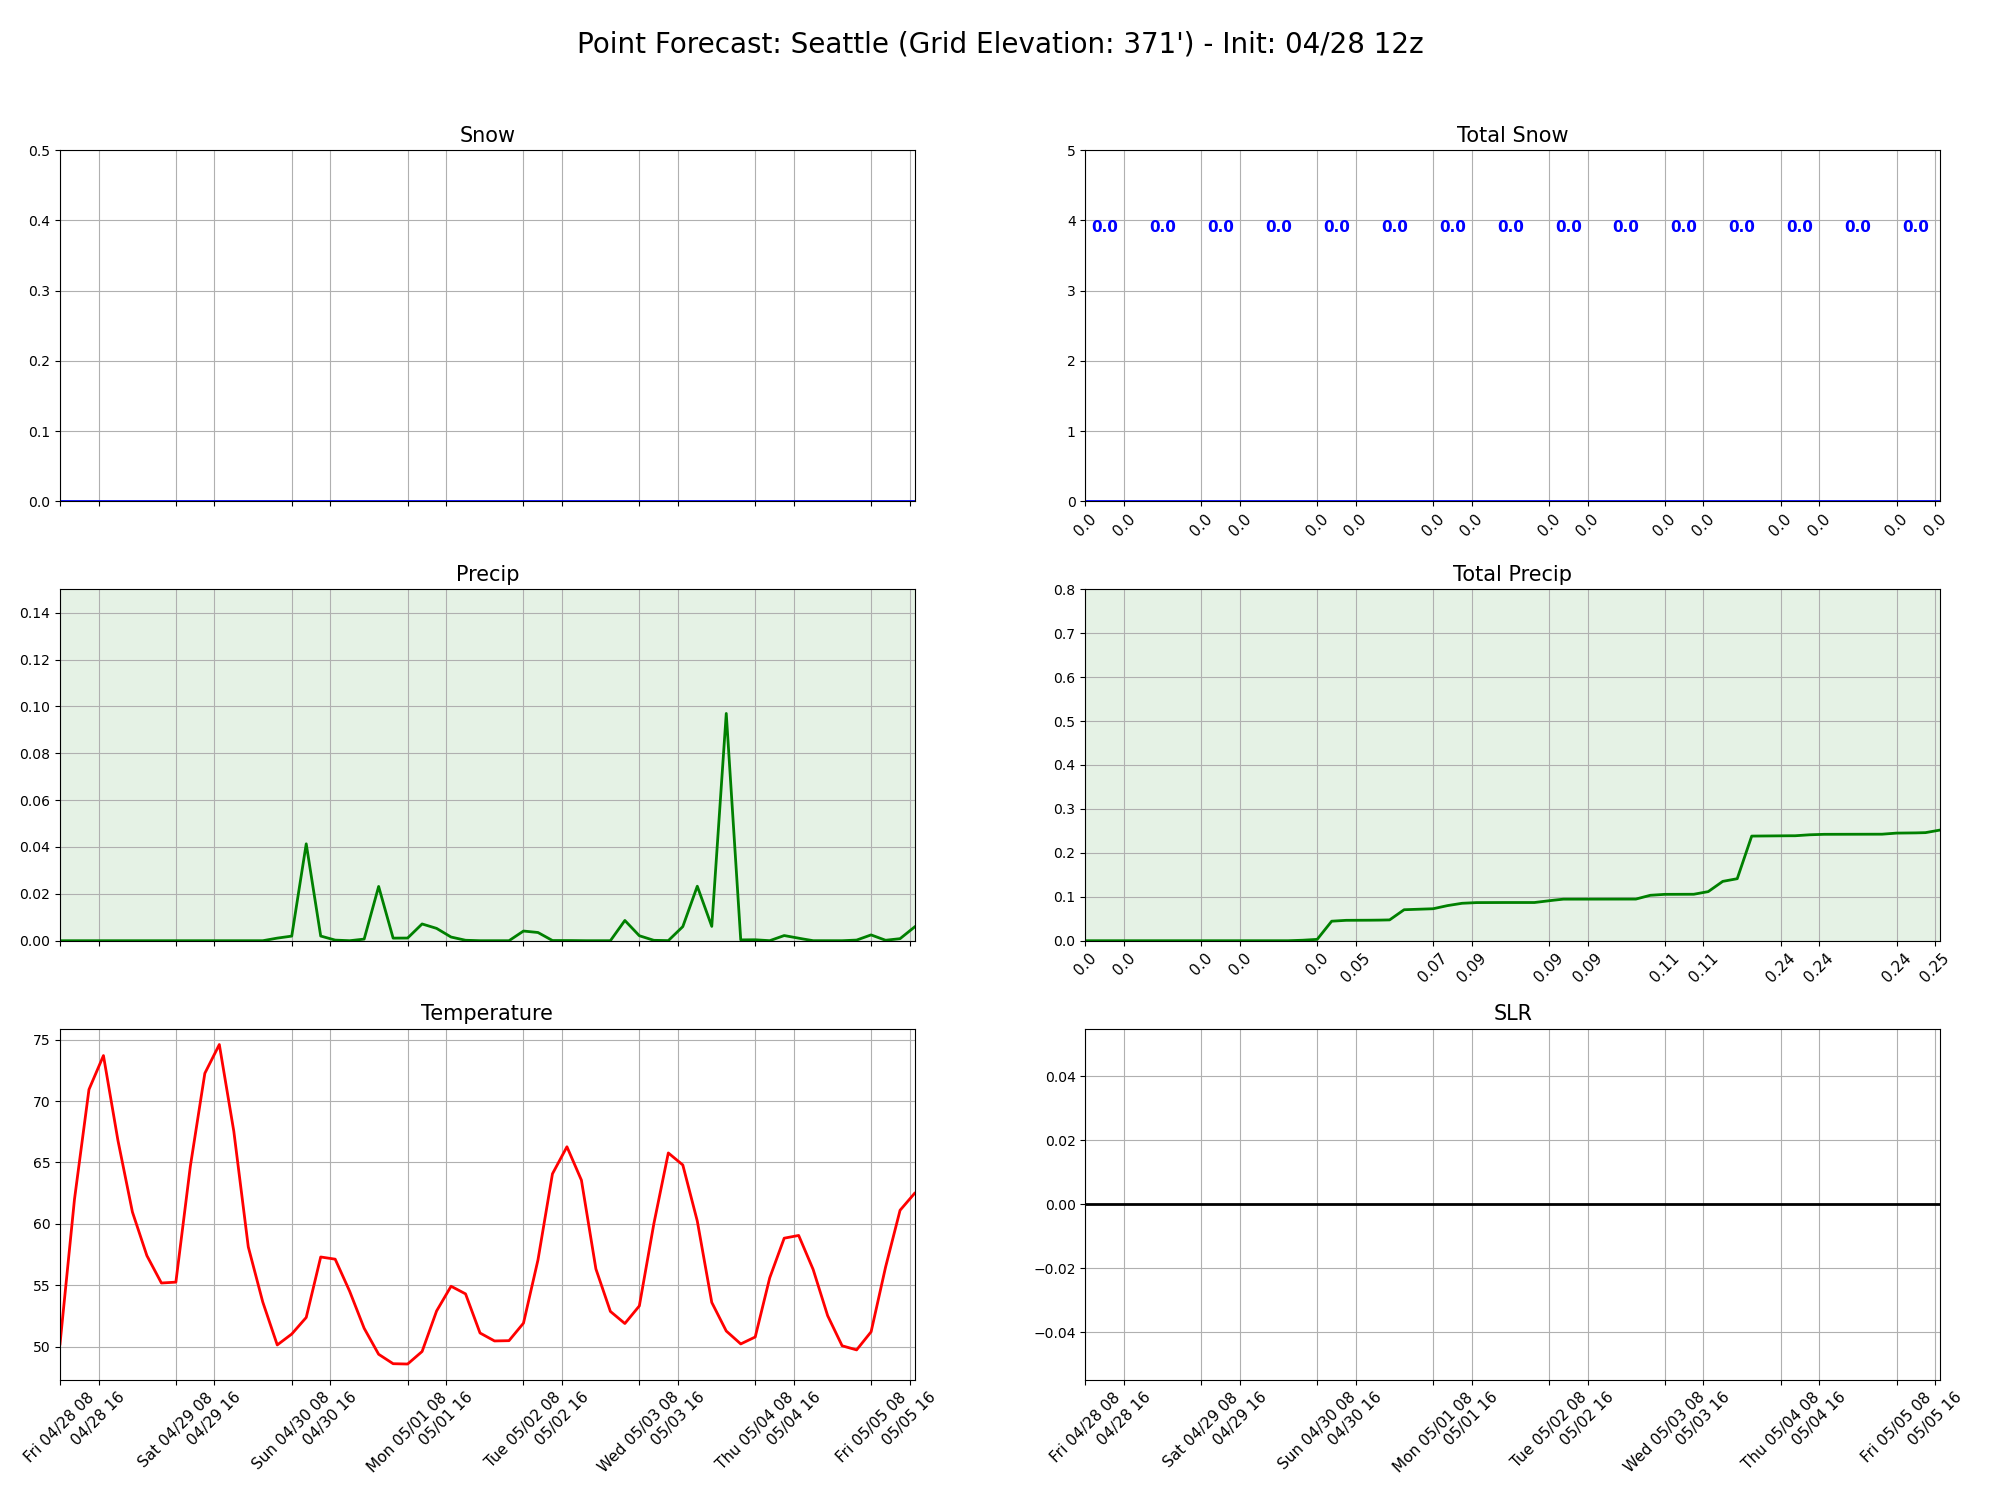 Point Forecast: Seattle (Grid Elevation: 371') - Init: 04/28 12z
Snow
0.5
0.4
0.3
0.2
0.1
0.0
Total Snow
5
4
3
2
1
0
0.0 0.0 0.0 0.0 0.0 0.0 0.0 0.0 0.0 0.0 0.0 0.0 0.0 0.0 0.0
0.0 0.0 0.0 0.0 0.0 0.0 0.0 0.0 0.0 0.0 0.0 0.0 0.0 0.0 0.0 0.0
Precip
0.14
0.12
0.10
0.08
0.06
0.04
0.02
0.00
Total Precip
0.8
0.7
0.6
0.5
0.4
0.3
0.2
0.1
0.0
0.0 0.0 0.0 0.0 0.0 0.05 0.07 0.09 0.09 0.09 0.11 0.11 0.24 0.24 0.24 0.25
Temperature
75
70
65
60
55
50
Fri 04/28 08
04/28 16
Sat 04/29 08
04/29 16
Sun 04/30 08
04/30 16
Mon 05/01 08
05/01 16
Tue 05/02 08
05/02 16
Wed 05/03 08
05/03 16
Thu 05/04 08
05/04 16
Fri 05/05 08
05/05 16
SLR
0.04
0.02
0.00
−0.02
−0.04
Fri 04/28 08
04/28 16
Sat 04/29 08
04/29 16
Sun 04/30 08
04/30 16
Mon 05/01 08
05/01 16
Tue 05/02 08
05/02 16
Wed 05/03 08
05/03 16
Thu 05/04 08
05/04 16
Fri 05/05 08
05/05 16